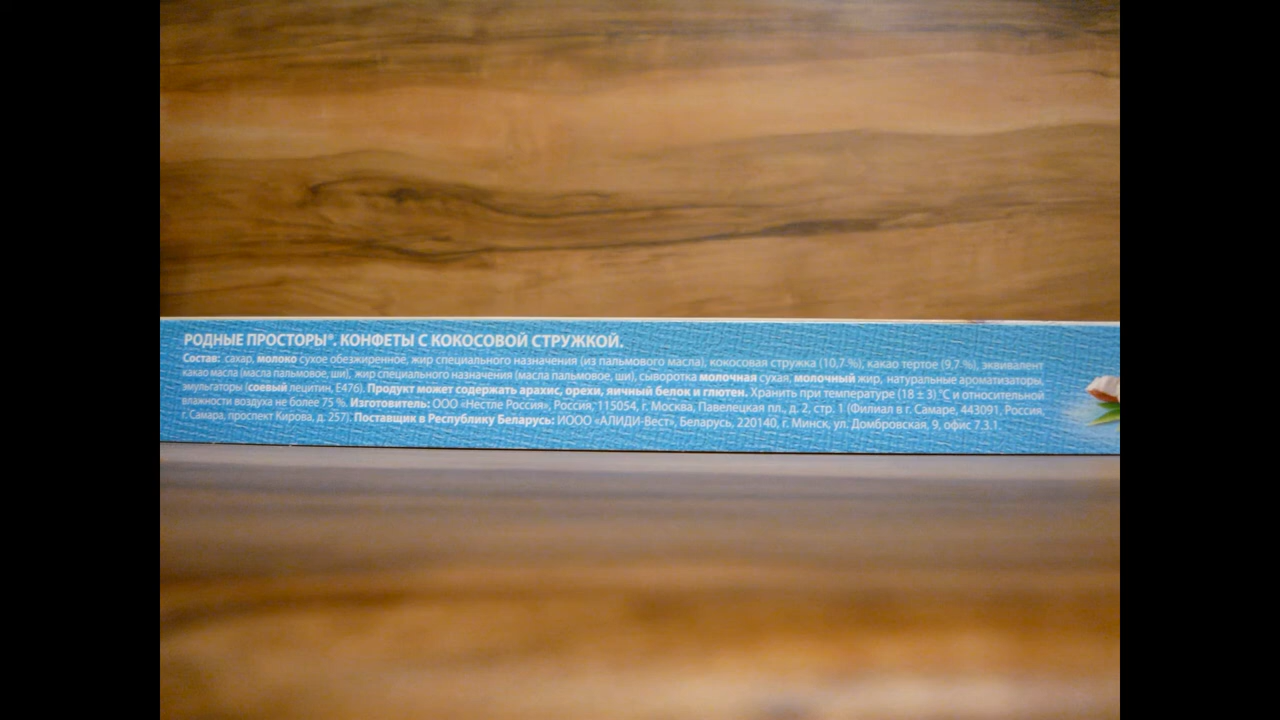 РОДНЫЕ ПРОСТОРЫ®. КОНФЕТЫ С КОКОСОВОЙ СТРУЖКОЙ.
Состав: сахар, молоко сухое обезжиренное, жир специального назначения (из пальмового масла), кокосовая стружка (10,7 %), какао тертое (9,7 %), эквивалент
какао масла (масла пальмовое, ши), жир специального назначения (масла пальмовое, ши), сыворотка молочная сухая, молочный жир, натуральные ароматизаторы,
эмульгаторы (соевый лецитин, Е476). Продукт может содержать арахис, орехи, яичный белок и глютен. Хранить при температуре (18 ± 3) °С и относительной
влажности воздуха не более 75 %. Изготовитель: ООО «Нестле Россия», Россия, 115054, г. Москва, Павелецкая пл., д. 2, стр. 1 (Филиал в г. Самаре, 443091, Россия,
г. Самара, проспект Кирова, д. 257). Поставщик в Республику Беларусь: ИООО «АЛИДИ-Вест», Беларусь, 220140, г. Минск, ул. Домбровская, 9, офис 7.3.1.